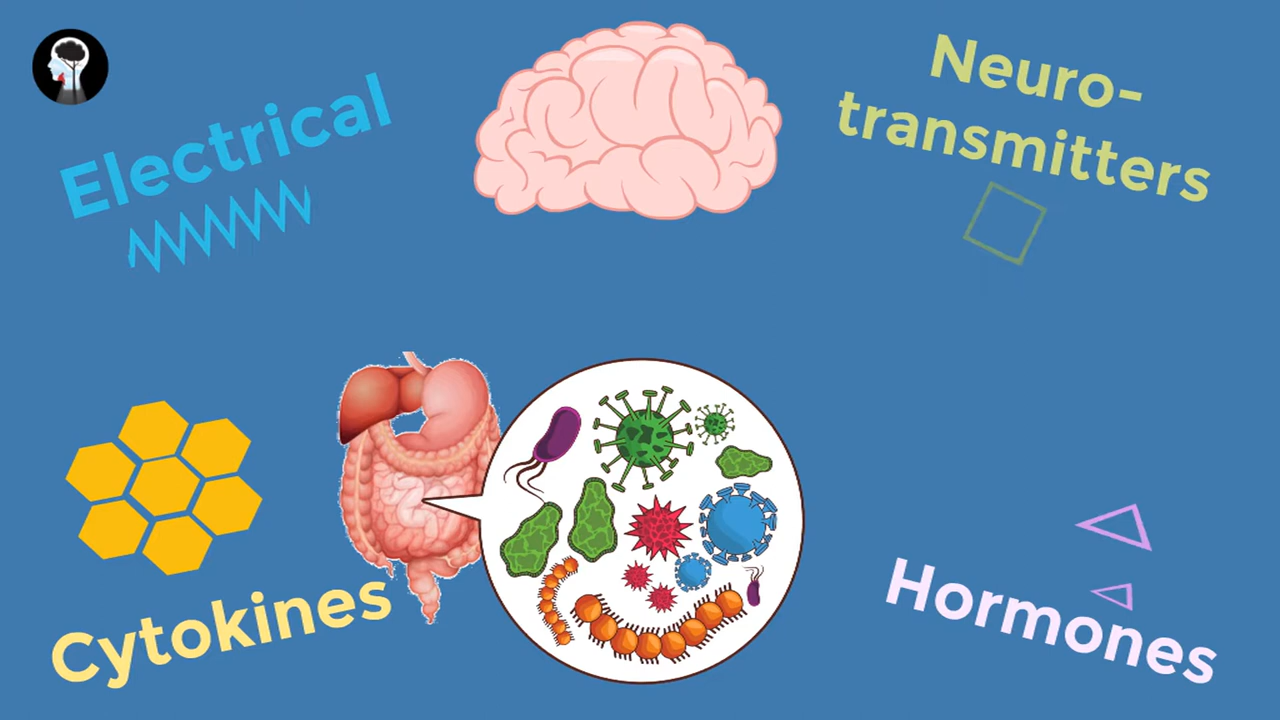 Electrical
Neuro-
transmitters
Cytokines
Hormones